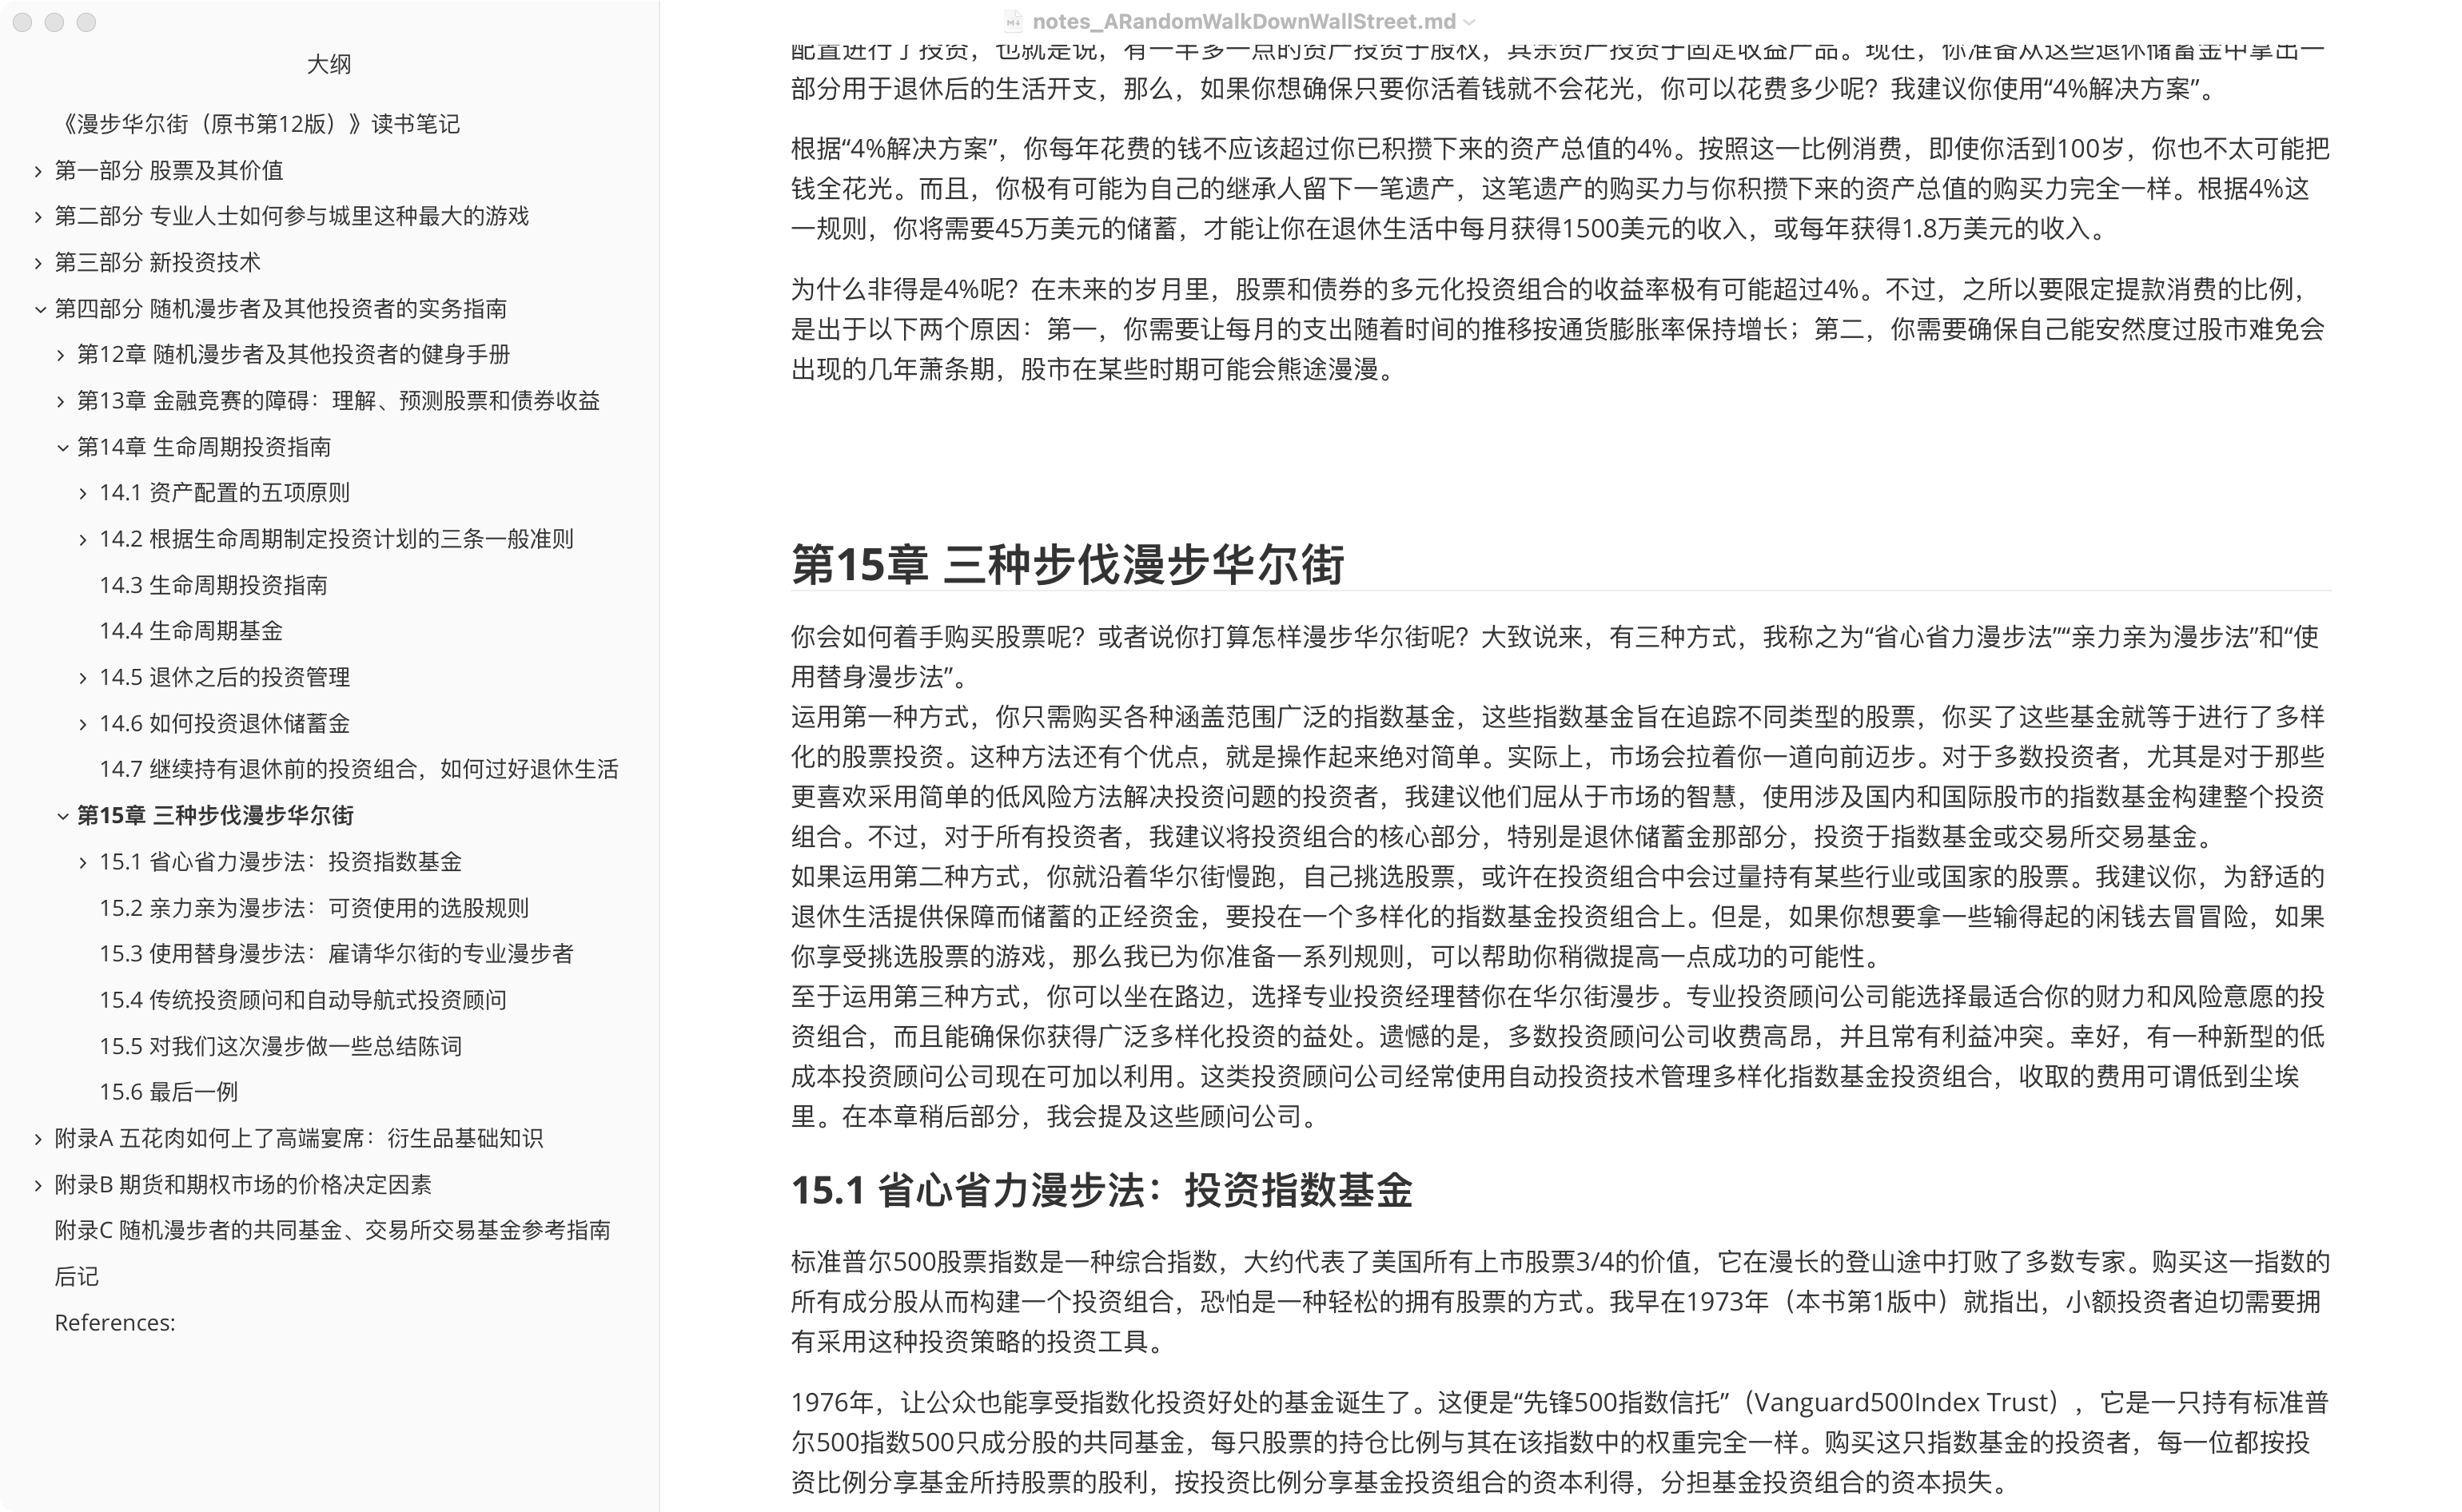 notes_ARandomWalkDownWallStreet.md
大纲
《漫步华尔街（原书第12版）》读书笔记
第一部分 股票及其价值
第二部分 专业人士如何参与城里这种最大的游戏
第三部分 新投资技术
第四部分 随机漫步者及其他投资者的实务指南
第12章 随机漫步者及其他投资者的健身手册
第13章 金融竞赛的障碍：理解、预测股票和债券收益
第14章 生命周期投资指南
14.1 资产配置的五项原则
14.2 根据生命周期制定投资计划的三条一般准则
14.3 生命周期投资指南
14.4 生命周期基金
14.5 退休之后的投资管理
14.6 如何投资退休储蓄金
14.7 继续持有退休前的投资组合，如何过好退休生活
第15章 三种步伐漫步华尔街
15.1 省心省力漫步法：投资指数基金
15.2 亲力亲为漫步法：可资使用的选股规则
15.3 使用替身漫步法：雇请华尔街的专业漫步者
15.4 传统投资顾问和自动导航式投资顾问
15.5 对我们这次漫步做一些总结陈词
15.6 最后一例
附录A 五花肉如何上了高端宴席：衍生品基础知识
附录B 期货和期权市场的价格决定因素
附录C 随机漫步者的共同基金、交易所交易基金参考指南
后记
References:
配置进行了投资，也就是说，有一半多一点的资产投资于股权，其余资产投资于固定收益产品。现在，你准备从这些退休储蓄金中拿出一
部分用于退休后的生活开支，那么，如果你想确保只要你活着钱就不会花光，你可以花费多少呢？我建议你使用“4%解决方案”。
根据“4%解决方案”，你每年花费的钱不应该超过你已积攒下来的资产总值的4%。按照这一比例消费，即使你活到100岁，你也不太可能把
钱全花光。而且，你极有可能为自己的继承人留下一笔遗产，这笔遗产的购买力与你积攒下来的资产总值的购买力完全一样。根据4%这
一规则，你将需要45万美元的储蓄，才能让你在退休生活中每月获得1500美元的收入，或每年获得1.8万美元的收入。
为什么非得是4%呢？在未来的岁月里，股票和债券的多元化投资组合的收益率极有可能超过4%。不过，之所以要限定提款消费的比例，
是出于以下两个原因：第一，你需要让每月的支出随着时间的推移按通货膨胀率保持增长；第二，你需要确保自己能安然度过股市难免会
出现的几年萧条期，股市在某些时期可能会熊途漫漫。
第15章 三种步伐漫步华尔街
你会如何着手购买股票呢？或者说你打算怎样漫步华尔街呢？大致说来，有三种方式，我称之为“省心省力漫步法”“亲力亲为漫步法”和“使
用替身漫步法”。
运用第一种方式，你只需购买各种涵盖范围广泛的指数基金，这些指数基金旨在追踪不同类型的股票，你买了这些基金就等于进行了多样
化的股票投资。这种方法还有个优点，就是操作起来绝对简单。实际上，市场会拉着你一道向前迈步。对于多数投资者，尤其是对于那些
更喜欢采用简单的低风险方法解决投资问题的投资者，我建议他们屈从于市场的智慧，使用涉及国内和国际股市的指数基金构建整个投资
组合。不过，对于所有投资者，我建议将投资组合的核心部分，特别是退休储蓄金那部分，投资于指数基金或交易所交易基金。
如果运用第二种方式，你就沿着华尔街慢跑，自己挑选股票，或许在投资组合中会过量持有某些行业或国家的股票。我建议你，为舒适的
退休生活提供保障而储蓄的正经资金，要投在一个多样化的指数基金投资组合上。但是，如果你想要拿一些输得起的闲钱去冒冒险，如果
你享受挑选股票的游戏，那么我已为你准备一系列规则，可以帮助你稍微提高一点成功的可能性。
至于运用第三种方式，你可以坐在路边，选择专业投资经理替你在华尔街漫步。专业投资顾问公司能选择最适合你的财力和风险意愿的投
资组合，而且能确保你获得广泛多样化投资的益处。遗憾的是，多数投资顾问公司收费高昂，并且常有利益冲突。幸好，有一种新型的低
成本投资顾问公司现在可加以利用。这类投资顾问公司经常使用自动投资技术管理多样化指数基金投资组合，收取的费用可谓低到尘埃
里。在本章稍后部分，我会提及这些顾问公司。
15.1 省心省力漫步法：投资指数基金
标准普尔500股票指数是一种综合指数，大约代表了美国所有上市股票3/4的价值，它在漫长的登山途中打败了多数专家。购买这一指数的
所有成分股从而构建一个投资组合，恐怕是一种轻松的拥有股票的方式。我早在1973年（本书第1版中）就指出，小额投资者迫切需要拥
有采用这种投资策略的投资工具。
1976年，让公众也能享受指数化投资好处的基金诞生了。这便是“先锋500指数信托”（Vanguard500Index Trust），它是一只持有标准普
尔500指数500只成分股的共同基金，每只股票的持仓比例与其在该指数中的权重完全一样。购买这只指数基金的投资者，每一位都按投
资比例分享基金所持股票的股利，按投资比例分享基金投资组合的资本利得，分担基金投资组合的资本损失。